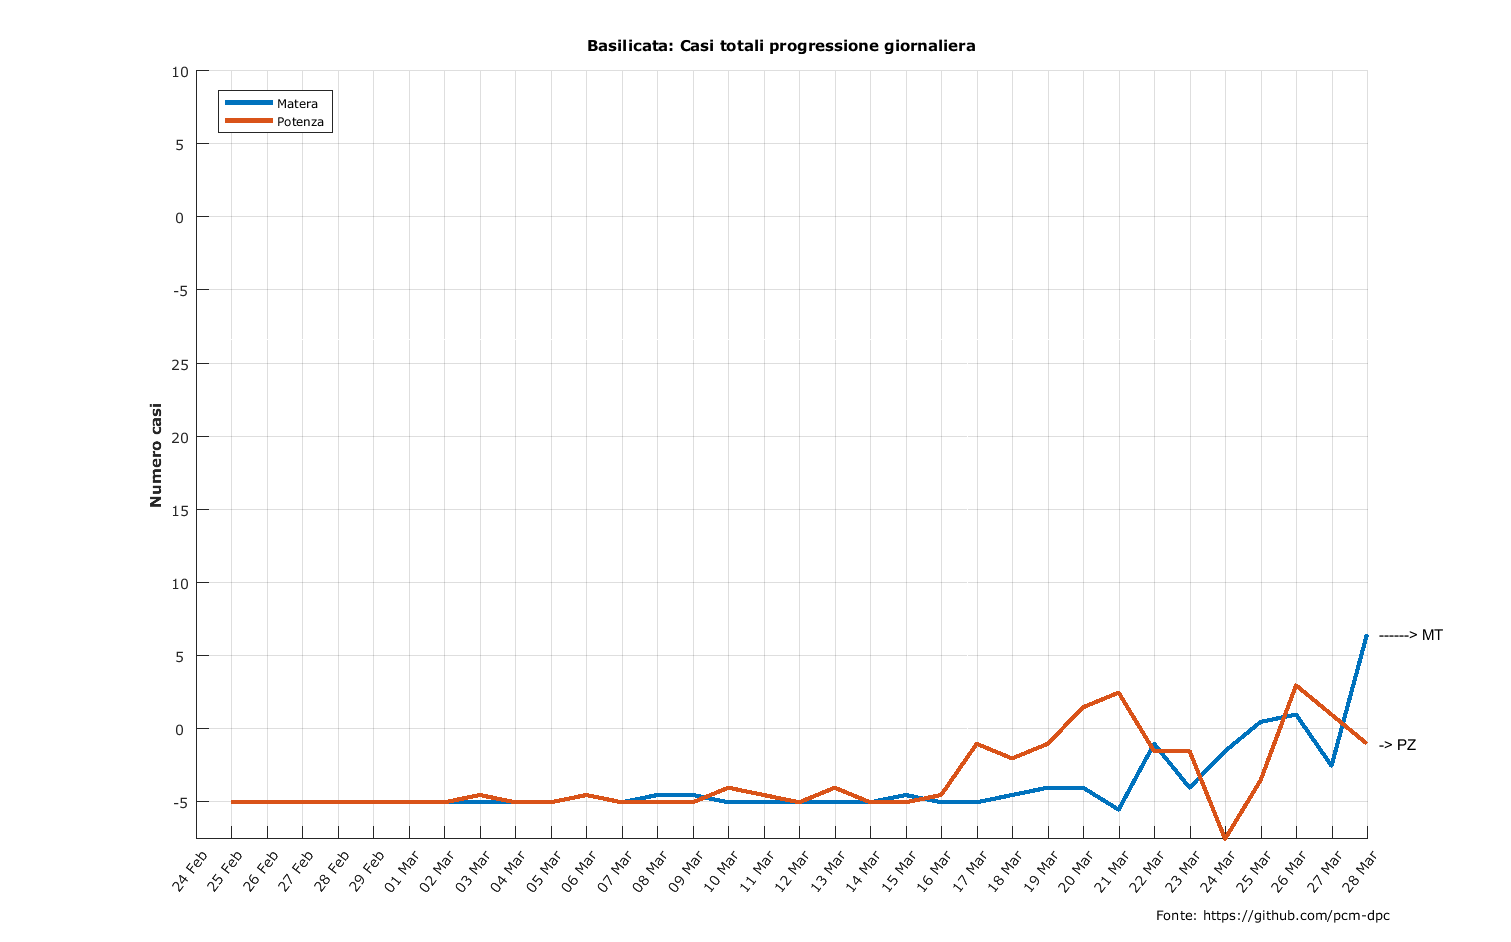 Basilicata: Casi totali progressione giornaliera
10
5
0
-5
25
20
15
10
5
0
-5
Numero casi
Matera
Potenza
------> MT
-> PZ
24 Feb
25 Feb
26 Feb
27 Feb
28 Feb
29 Feb
01 Mar
02 Mar
03 Mar
04 Mar
05 Mar
06 Mar
07 Mar
08 Mar
09 Mar
10 Mar
11 Mar
12 Mar
13 Mar
14 Mar
15 Mar
16 Mar
17 Mar
18 Mar
19 Mar
20 Mar
21 Mar
22 Mar
23 Mar
24 Mar
25 Mar
26 Mar
27 Mar
28 Mar
Fonte: https://github.com/pcm-dpc